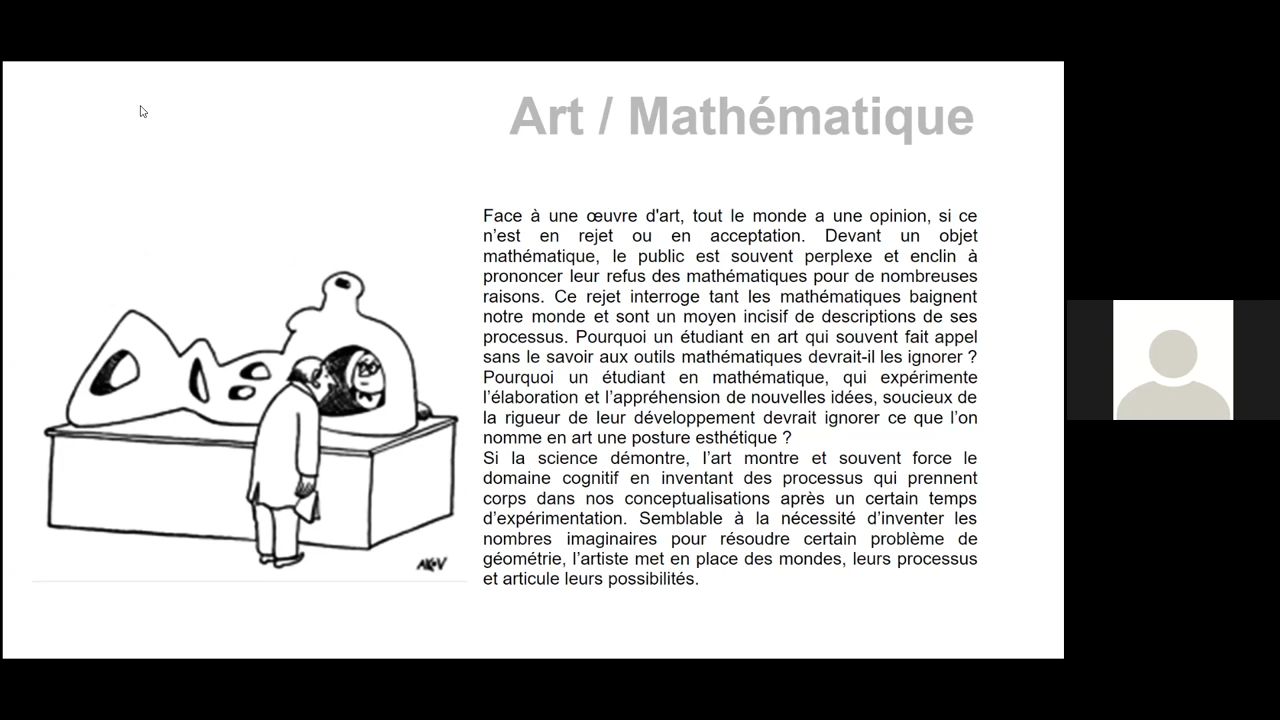 Art / Mathématique
Face à une œuvre d'art, tout le monde a une opinion, si ce
n’est en rejet ou en acceptation. Devant un objet
mathématique, le public est souvent perplexe et enclin à
prononcer leur refus des mathématiques pour de nombreuses
raisons. Ce rejet interroge tant les mathématiques baignent
notre monde et sont un moyen incisif de descriptions de ses
processus. Pourquoi un étudiant en art qui souvent fait appel
sans le savoir aux outils mathématiques devrait-il les ignorer ?
Pourquoi un étudiant en mathématique, qui expérimente
l’élaboration et l’appréhension de nouvelles idées, soucieux de
la rigueur de leur développement devrait ignorer ce que l’on
nomme en art une posture esthétique ?
Si la science démontre, l’art montre et souvent force le
domaine cognitif en inventant des processus qui prennent
corps dans nos conceptualisations après un certain temps
d’expérimentation. Semblable à la nécessité d’inventer les
nombres imaginaires pour résoudre certain problème de
géométrie, l’artiste met en place des mondes, leurs processus
et articule leurs possibilités.